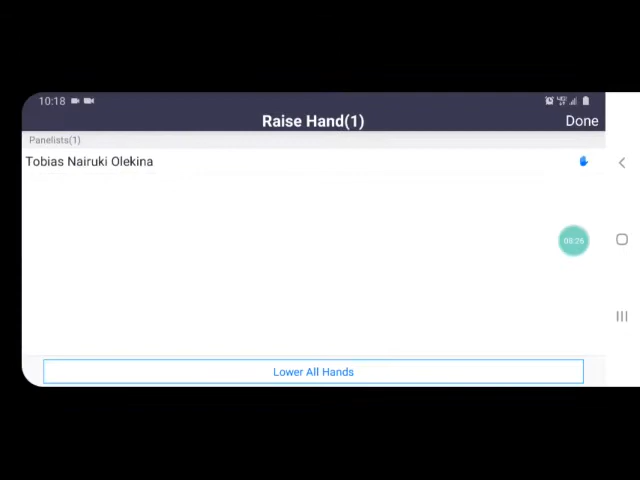 10:18
Raise Hand(1)
Done
Panelists(1)
Tobias Nairuki Olekina
08:26
Lower All Hands